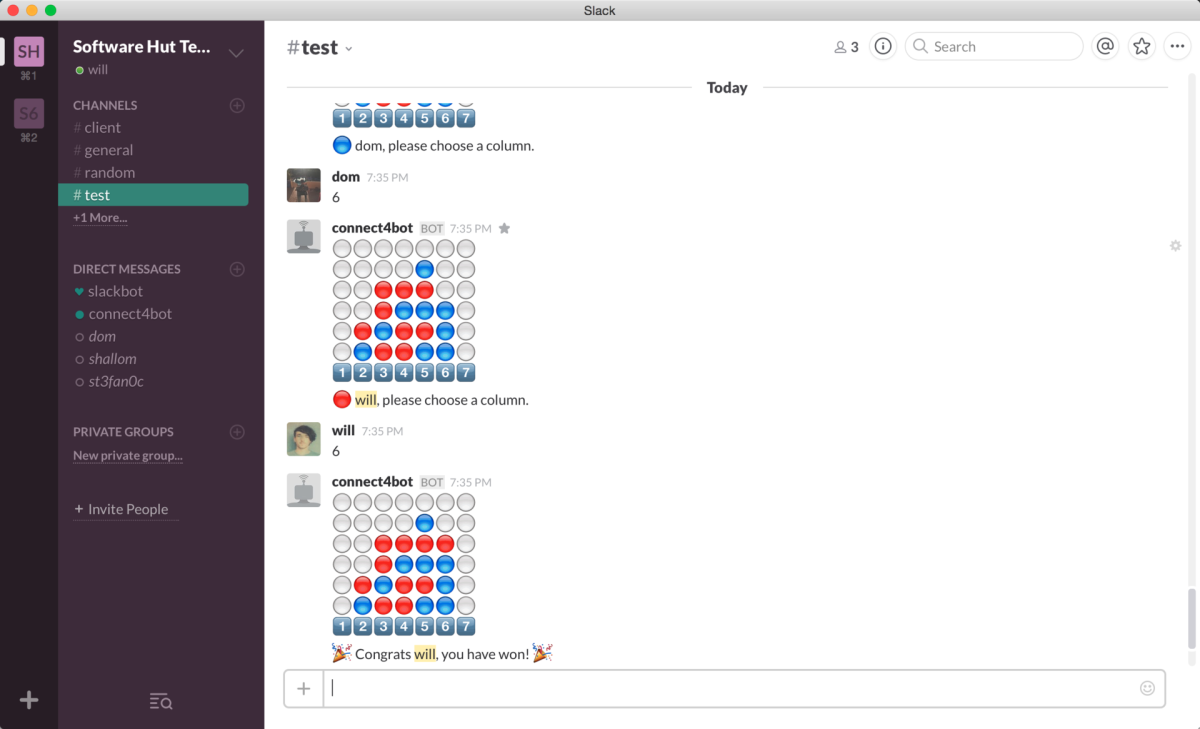 Slack
SH
⌘1
S6
⌘2
Software Hut Te...
will
CHANNELS
# client
# general
# random
# test
+1 More...
DIRECT MESSAGES
slackbot
connect4bot
dom
shallom
st3fan0c
PRIVATE GROUPS
New private group...
+ Invite People
#test
3
Search
Today
1 2 3 4 5 6 7
dom, please choose a column.
dom 7:35 PM
6
connect4bot BOT 7:35 PM
1 2 3 4 5 6 7
will, please choose a column.
will 7:35 PM
6
connect4bot BOT 7:35 PM
1 2 3 4 5 6 7
Congrats will, you have won!